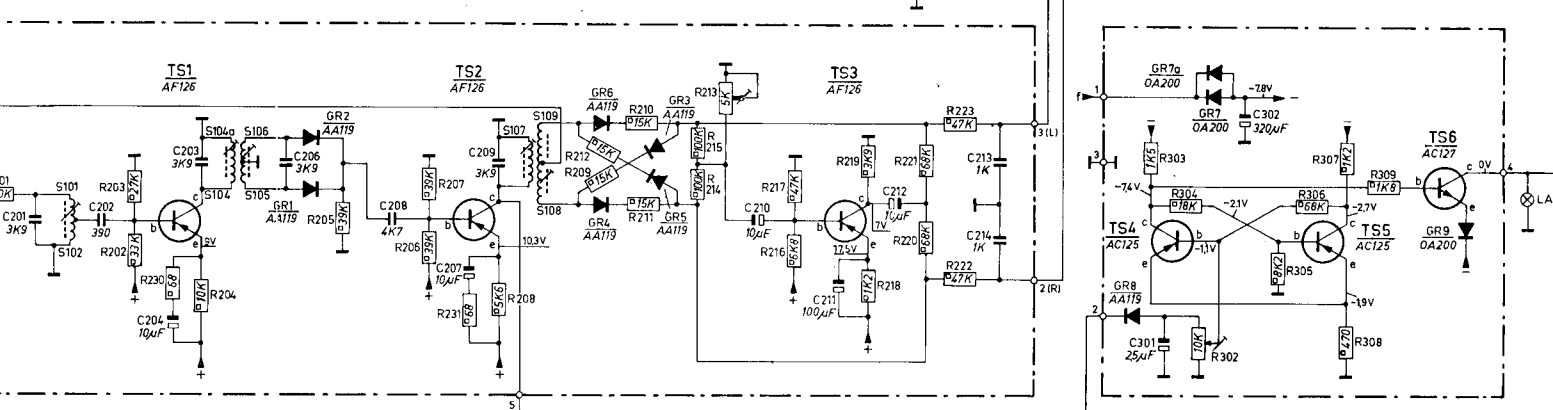 TS1
AF126
TS2
AF126
TS3
AF126
GR7a
OA200
1
f
-7.8V
GR7
OA200
C302
320µF
TS6
AC127
GR6
AA119
GR3
AA119
R210
15K
R213
5K
R223
47K
3(L)
S104a
S106
GR2
AA119
S107
S109
C203
3K9
C206
3K9
C209
3K9
R212
15K
R209
15K
R
215
100K
R
214
100K
R219
R221
68K
C213
1K
3
R303
1K5
R307
1K2
c
0V
4
R309
1K8
b
e
LA
S101
R203
27K
c
S104
S105
GR1
AA119
R205
39K
R207
39K
c
S108
R211
15K
GR4
AA119
GR5
AA119
R217
47K
c
C212
10µF
7V
-7,4V
R304
18K
-2,1V
R306
68K
-2,7V
C201
3K9
C202
390
S102
R202
33K
b
e
9V
C208
4K7
R206
39K
b
e
10,3V
C210
10µF
R216
6K8
b
e
7,5V
R220
68K
C214
1K
TS4
AC125
c
b
-1,1V
e
R305
8K2
b
c
e
TS5
AC125
GR9
OA200
R230
68
R204
10K
C207
10µF
R231
68
R208
5K6
C211
100µF
R218
1K2
R222
47K
2(R)
GR8
AA119
-1,9V
C204
10µF
2
C301
25µF
10K
R302
R308
470
+
+
+
+
+
+
5